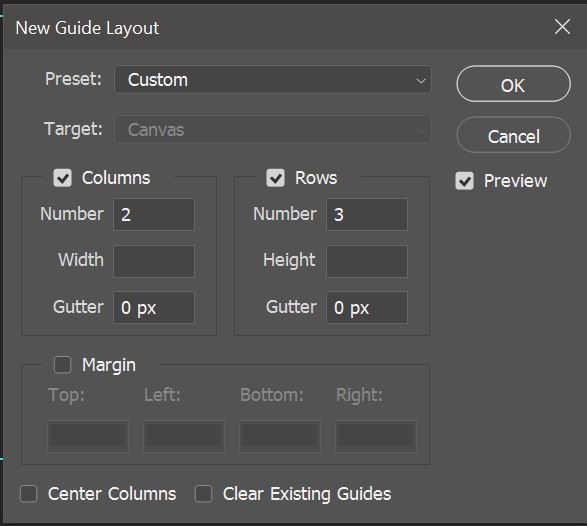 New Guide Layout
Preset: Custom
OK
Target: Canvas
Cancel
Columns
Rows
Preview
Number 2
Number 3
Width
Height
Gutter 0 px
Gutter 0 px
Margin
Top: Left: Bottom: Right:
Center Columns
Clear Existing Guides